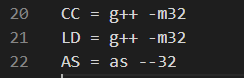 20 CC = g++ -m32
21 LD = g++ -m32
22 AS = as --32